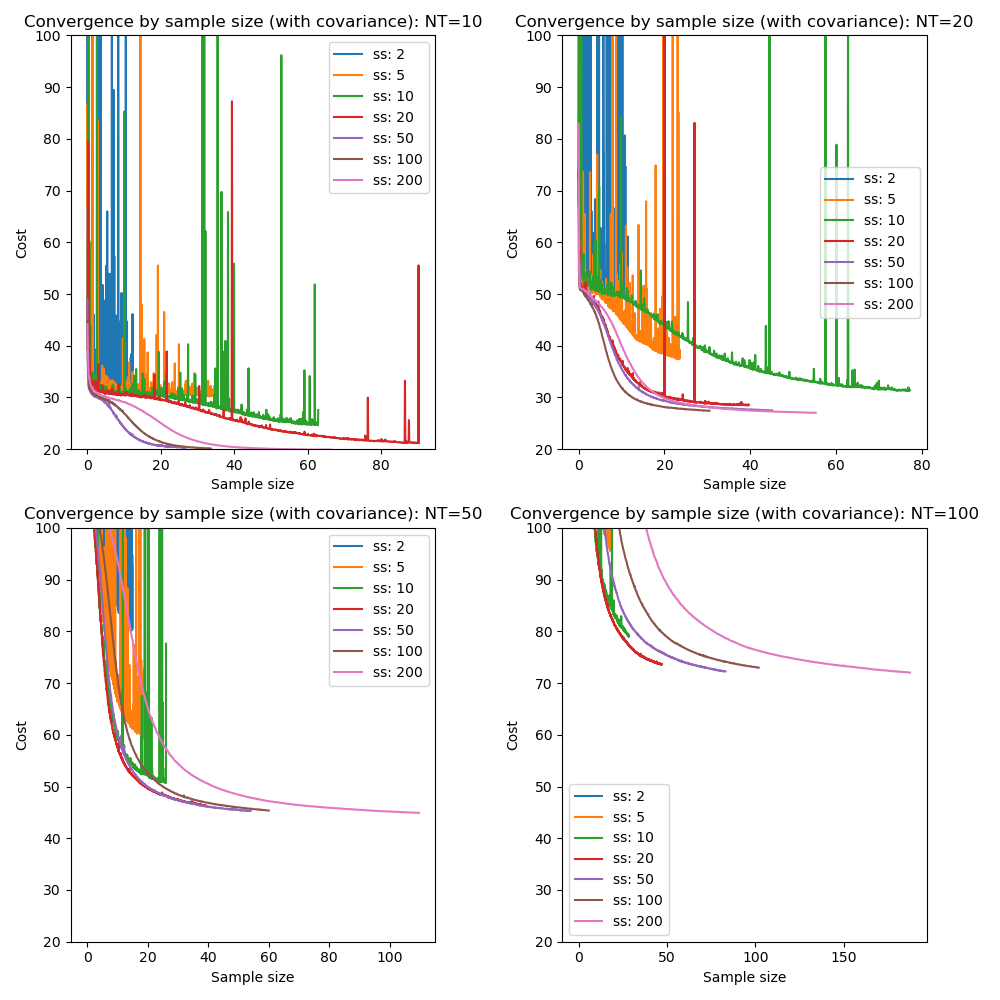 Convergence by sample size (with covariance): NT=10
100
90
80
70
60
50
40
30
20
Cost
0
20
40
60
80
Sample size
ss: 2
ss: 5
ss: 10
ss: 20
ss: 50
ss: 100
ss: 200
Convergence by sample size (with covariance): NT=20
100
90
80
70
60
50
40
30
20
Cost
0
20
40
60
80
Sample size
ss: 2
ss: 5
ss: 10
ss: 20
ss: 50
ss: 100
ss: 200
Convergence by sample size (with covariance): NT=50
100
90
80
70
60
50
40
30
20
Cost
0
20
40
60
80
100
Sample size
ss: 2
ss: 5
ss: 10
ss: 20
ss: 50
ss: 100
ss: 200
Convergence by sample size (with covariance): NT=100
100
90
80
70
60
50
40
30
20
Cost
0
50
100
150
Sample size
ss: 2
ss: 5
ss: 10
ss: 20
ss: 50
ss: 100
ss: 200